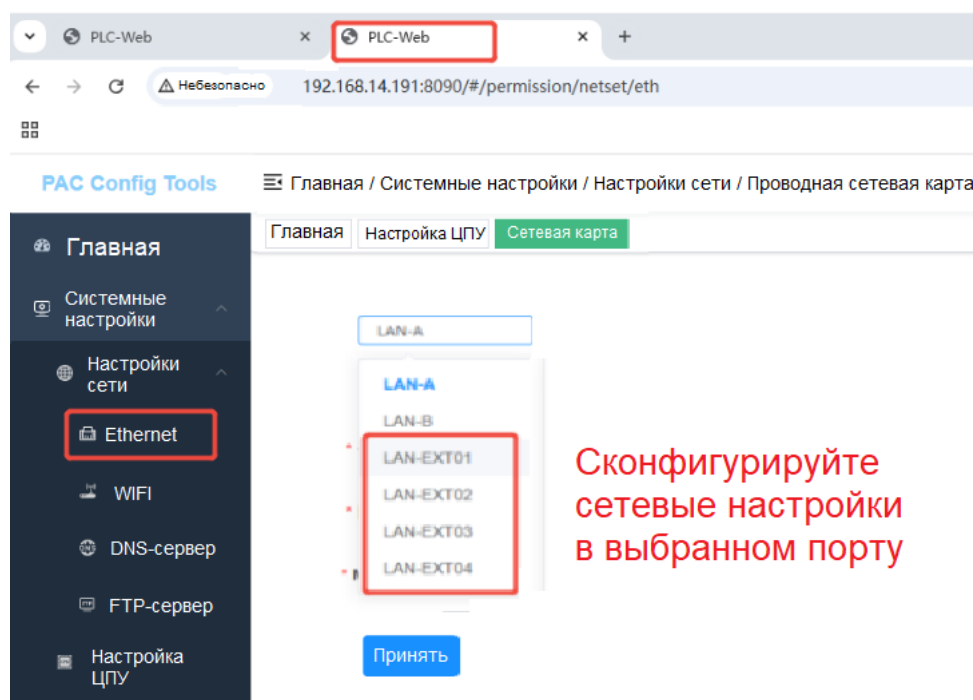 PLC-Web
PLC-Web
Небезопасно 192.168.14.191:8090/#/permission/netset/eth
PAC Config Tools
Главная / Системные настройки / Настройки сети / Проводная сетевая карта
Главная
Настройка ЦПУ
Сетевая карта
Главная
Системные
настройки
Настройки
сети
Ethernet
WIFI
DNS-сервер
FTP-сервер
Настройка
ЦПУ
LAN-A
LAN-A
LAN-B
LAN-EXT01
LAN-EXT02
LAN-EXT03
LAN-EXT04
Принять
Сконфигурируйте
сетевые настройки
в выбранном порту